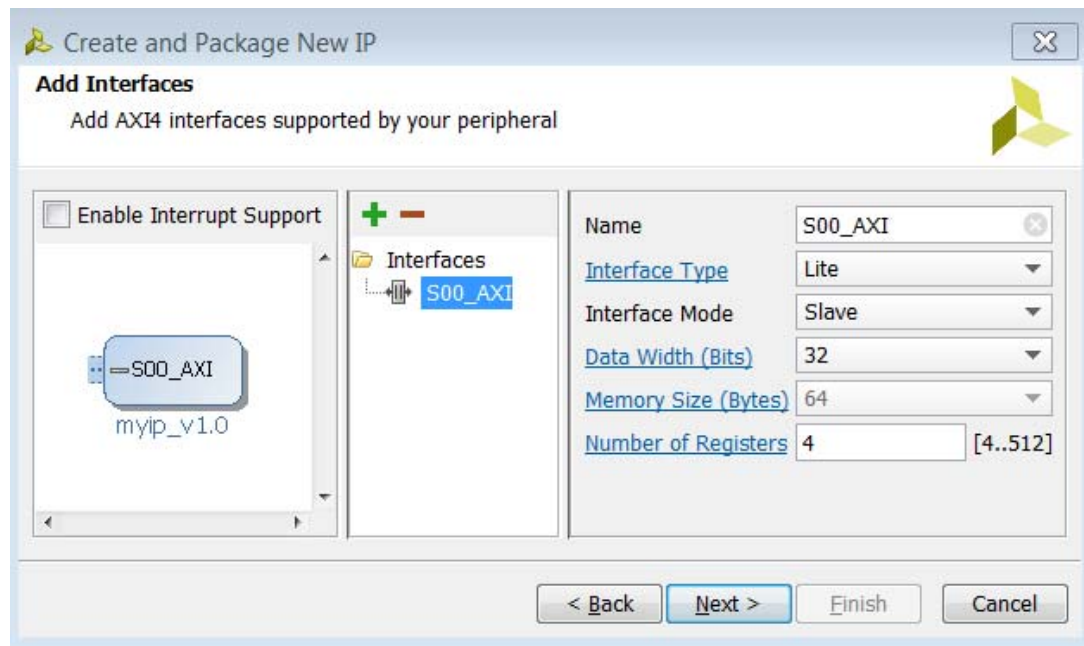 Create and Package New IP
Add Interfaces
Add AXI4 interfaces supported by your peripheral
Enable Interrupt Support
S00_AXI
myip_v1.0
Interfaces
S00_AXI
Name S00_AXI
Interface Type Lite
Interface Mode Slave
Data Width (Bits) 32
Memory Size (Bytes) 64
Number of Registers 4 [4..512]
< Back Next > Finish Cancel